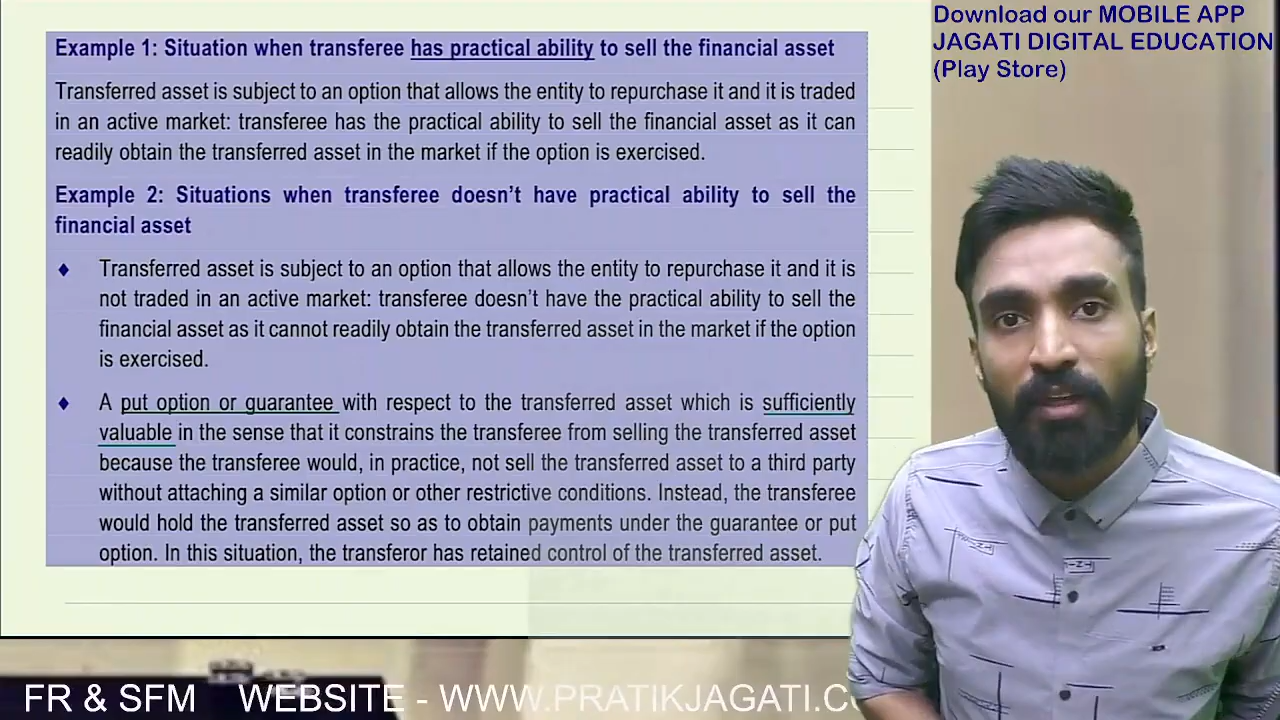 Example 1: Situation when transferee has practical ability to sell the financial asset
Transferred asset is subject to an option that allows the entity to repurchase it and it is traded
in an active market: transferee has the practical ability to sell the financial asset as it can
readily obtain the transferred asset in the market if the option is exercised.
Example 2: Situations when transferee doesn't have practical ability to sell the
financial asset
♦ Transferred asset is subject to an option that allows the entity to repurchase it and it is
not traded in an active market: transferee doesn't have the practical ability to sell the
financial asset as it cannot readily obtain the transferred asset in the market if the option
is exercised.
♦ A put option or guarantee with respect to the transferred asset which is sufficiently
valuable in the sense that it constrains the transferee from selling the transferred asset
because the transferee would, in practice, not sell the transferred asset to a third party
without attaching a similar option or other restrictive conditions. Instead, the transferee
would hold the transferred asset so as to obtain payments under the guarantee or put
option. In this situation, the transferor has retained control of the transferred asset.
Download our MOBILE APP
JAGATI DIGITAL EDUCATION
(Play Store)
FR & SFM WEBSITE - WWW.PRATIKJAGATI.C